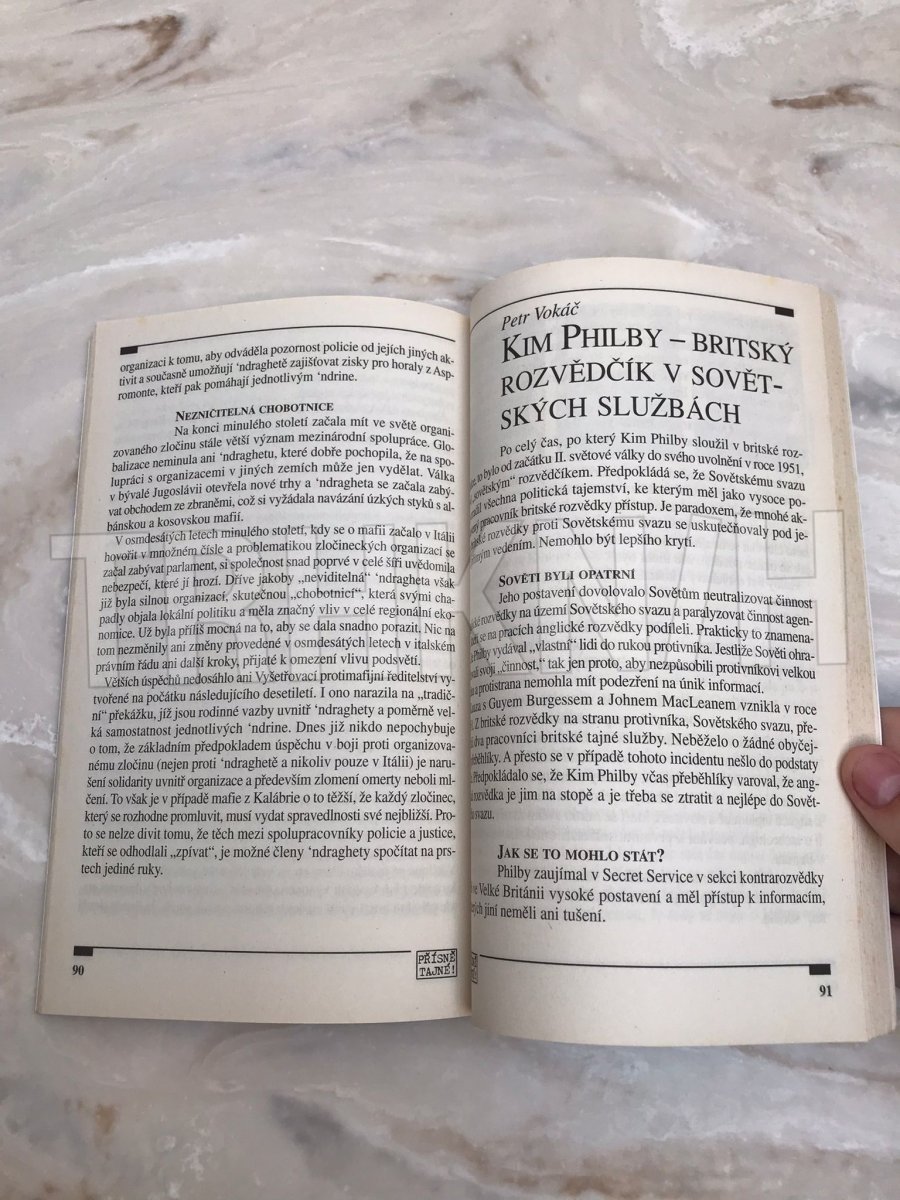 organizaci k tomu, aby odváděla pozornost policie od jejích jiných ak-
tivit a současně umožňují ‘ndraghetě zajišťovat zisky pro horaly z Asp-
romonte, kteří pak pomáhají jednotlivým ‘ndrine.
NEZNIČITELNÁ CHOBOTNICE
Na konci minulého století začala mít ve světě organi-
zovaného zločinu stále větší význam mezinárodní spolupráce. Glo-
balizace neminula ani ‘ndraghetu, které dobře pochopila, že na spo-
lupráci s organizacemi v jiných zemích může jen vydělat. Válka
v bývalé Jugoslávii otevřela nové trhy a ‘ndragheta se začala zabý-
vat obchodem ze zbraněmi, což si vyžádala navázání úzkých styků s al-
bánskou a kosovskou mafií.
V osmdesátých letech minulého století, kdy se o mafii začalo v Itálii
hovořit v množném čísle a problematikou zločineckých organizací se
začal zabývat parlament, si společnost snad poprvé v celé šíři uvědomila
nebezpečí, které jí hrozí. Dříve jakoby „neviditelná“ ‘ndragheta však
již byla silnou organizací, skutečnou „chobotnicí“, která svými cha-
padly objala lokální politiku a měla značný vliv v celé regionální eko-
nomice. Už byla příliš mocná na to, aby se dala snadno porazit. Nic na
tom nezměnily ani změny provedené v osmdesátých letech v italském
právním řádu ani další kroky, přijaté k omezení vlivu podsvětí.
Větších úspěchů nedosáhlo ani Vyšetřovací protimafijní ředitelství vy-
tvořené na počátku následujícího desetiletí. I ono narazila na „tradič-
ní“ překážku, jíž jsou rodinné vazby uvnitř ‘ndraghety a poměrně vel-
ká samostatnost jednotlivých ‘ndrine. Dnes již nikdo nepochybuje
o tom, že základním předpokladem úspěchu v boji proti organizova-
nému zločinu (nejen proti ‘ndraghetě a nikoliv pouze v Itálii) je naru-
šení solidarity uvnitř organizace a především zlomení omerty neboli ml-
čení. To však je v případě mafie z Kalábrie o to těžší, že každý zločinec,
který se rozhodne promluvit, musí vydat spravedlnosti své nejbližší. Pro-
to se nelze divit tomu, že těch mezi spolupracovníky policie a justice,
kteří se odhodlali „zpívat“, je možné členy ‘ndraghety spočítat na prs-
tech jediné ruky.
90
PŘÍSNĚ
TAJNÉ!
Petr Vokáč
KIM PHILBY – BRITSKÝ
ROZVĚDČÍK V SOVĚT-
SKÝCH SLUŽBÁCH
Po celý čas, po který Kim Philby sloužil v britské roz-
to bylo od začátku II. světové války do svého uvolnění v roce 1951,
sovětským“ rozvědčíkem. Předpokládá se, že Sovětskému svazu
všechna politická tajemství, ke kterým měl jako vysoce po-
pracovník britské rozvědky přístup. Je paradoxem, že mnohé ak-
rozvědky proti Sovětskému svazu se uskutečňovaly pod je-
vedením. Nemohlo být lepšího krytí.
SOVĚTI BYLI OPATRNÍ
Jeho postavení dovolovalo Sovětům neutralizovat činnost
rozvědky na území Sovětského svazu a paralyzovat činnost agen-
se na pracích anglické rozvědky podíleli. Prakticky to znamena-
Philby vydával „vlastní“ lidi do rukou protivníka. Jestliže Sověti ohra-
svoji „činnost,“ tak jen proto, aby nezpůsobili protivníkovi velkou
a protistrana nemohla mít podezření na únik informací.
s Guyem Burgessem a Johnem MacLeanem vznikla v roce
Z britské rozvědky na stranu protivníka, Sovětského svazu, pře-
dva pracovníci britské tajné služby. Neběželo o žádné obyčej-
přeběhlíky. A přesto se v případě tohoto incidentu nešlo do podstaty
Předpokládalo se, že Kim Philby včas přeběhlíky varoval, že ang-
rozvědka je jim na stopě a je třeba se ztratit a nejlépe do Sovět-
svazu.
JAK SE TO MOHLO STÁT?
Philby zaujímal v Secret Service v sekci kontrarozvědky
ve Velké Británii vysoké postavení a měl přístup k informacím,
jiní neměli ani tušení.
91